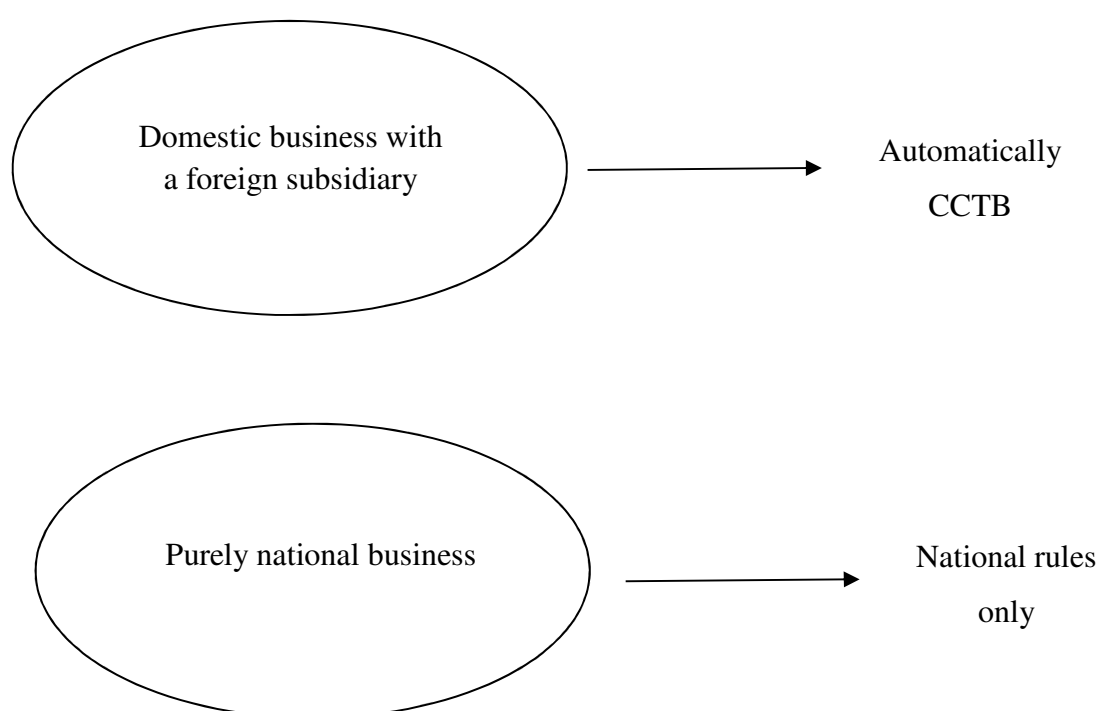 Domestic business with
a foreign subsidiary
Automatically
CCTB
Purely national business
National rules
only